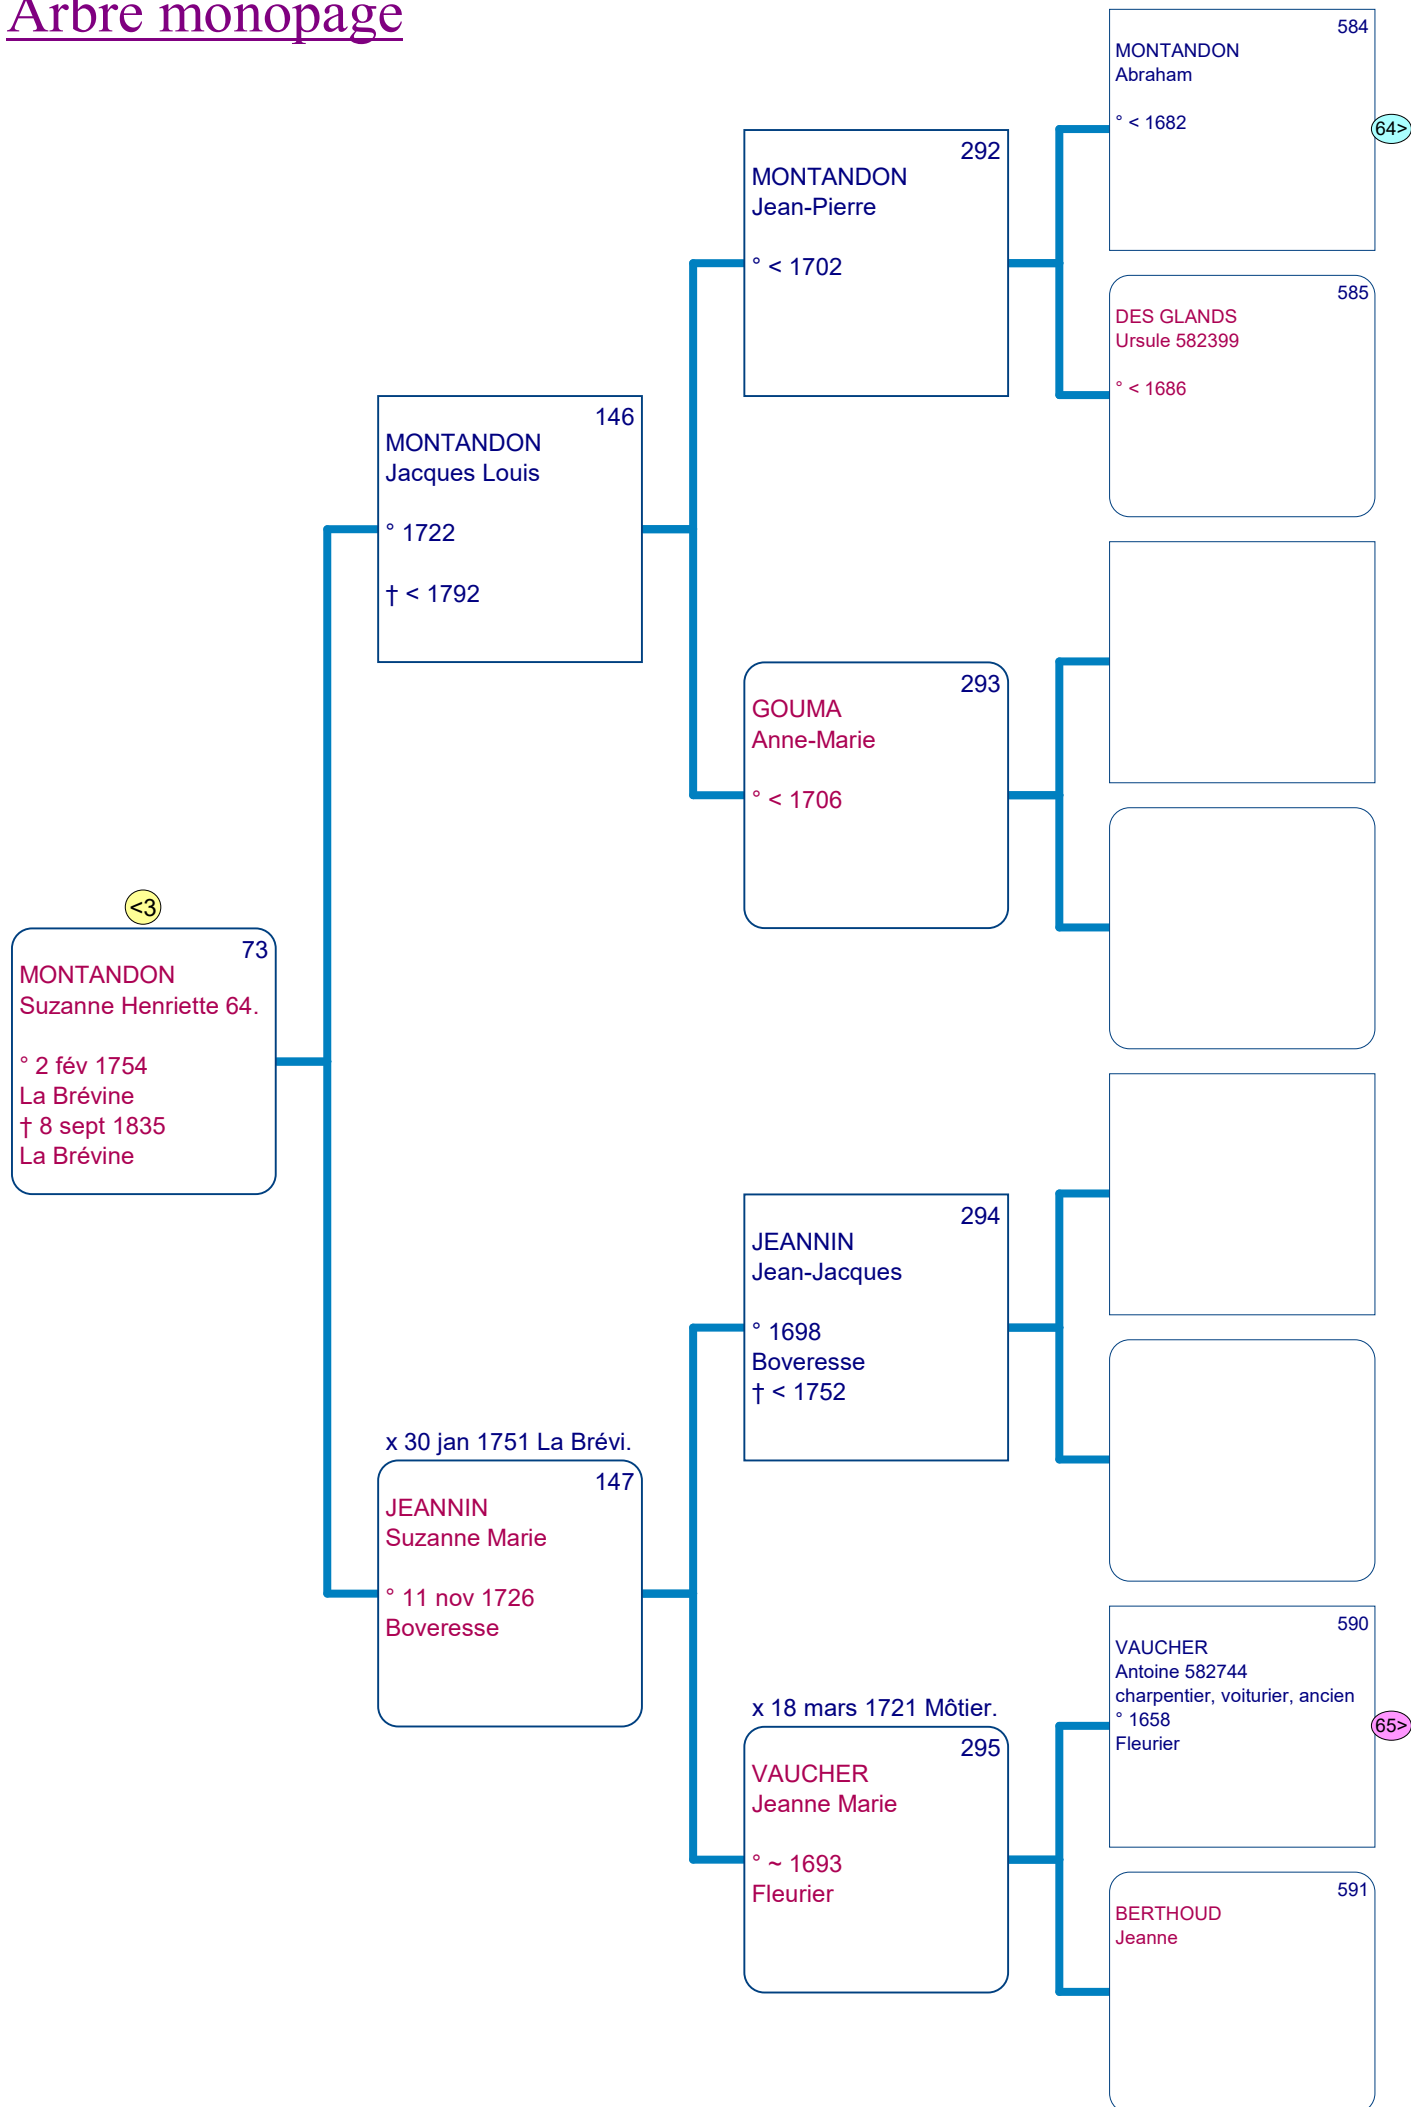 Arbre monopage
584
MONTANDON
Abraham
° < 1682
64>
292
MONTANDON
Jean-Pierre
° < 1702
585
DES GLANDS
Ursule 582399
° < 1686
146
MONTANDON
Jacques Louis
° 1722
† < 1792
293
GOUMA
Anne-Marie
° < 1706
<3
73
MONTANDON
Suzanne Henriette 64.
° 2 fév 1754
La Brévine
† 8 sept 1835
La Brévine
294
JEANNIN
Jean-Jacques
° 1698
Boveresse
† < 1752
x 30 jan 1751 La Brévi.
147
JEANNIN
Suzanne Marie
° 11 nov 1726
Boveresse
590
VAUCHER
Antoine 582744
charpentier, voiturier, ancien
° 1658
Fleurier
65>
x 18 mars 1721 Môtier.
295
VAUCHER
Jeanne Marie
° ~ 1693
Fleurier
591
BERTHOUD
Jeanne